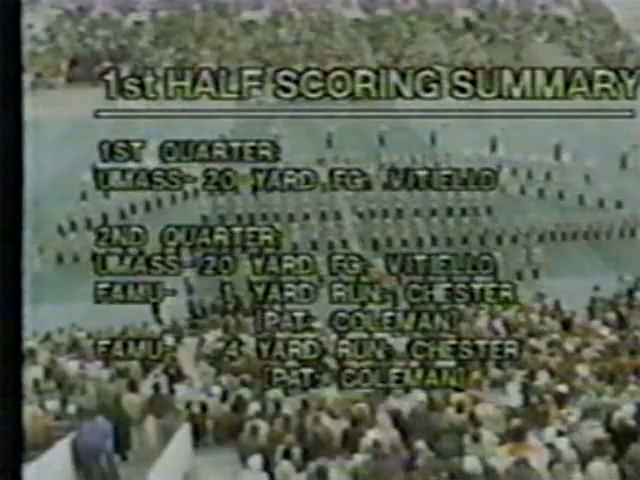 1st HALF SCORING SUMMARY
1ST QUARTER:
UMASS- 20 YARD FG: VITIELLO
2ND QUARTER:
UMASS- 20 YARD FG: VITIELLO
FAMU- 1 YARD RUN: CHESTER
(PAT: COLEMAN)
FAMU- 4 YARD RUN: CHESTER
(PAT: COLEMAN)